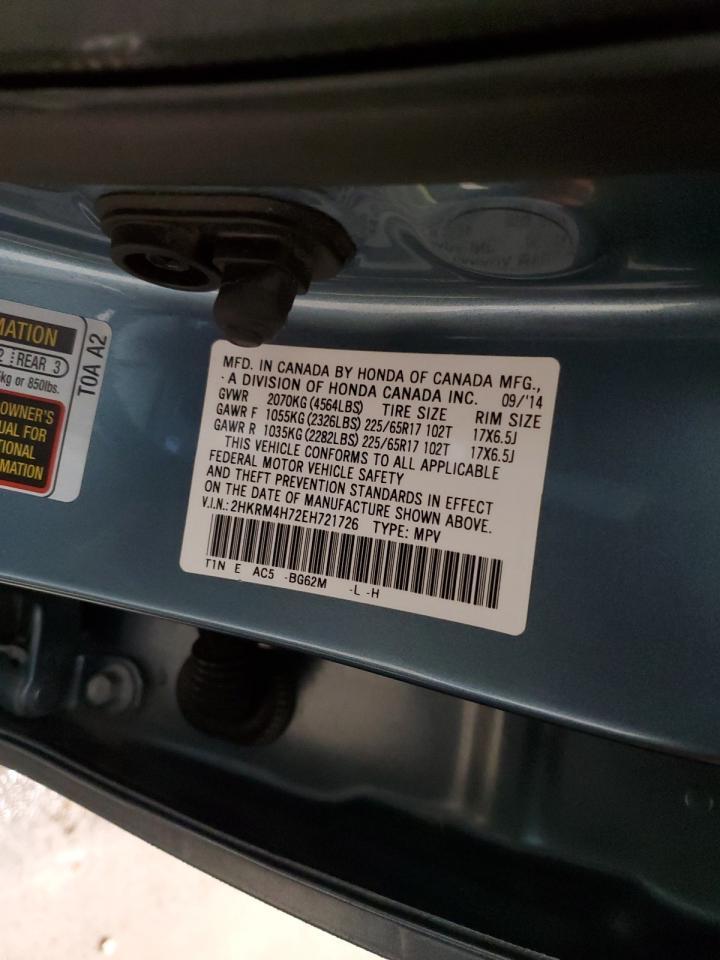 MATION
2 REAR 3
kg or 850lbs.
OWNER'S
UAL FOR
TIONAL
RMATION
T0A A2
MFD. IN CANADA BY HONDA OF CANADA MFG.,
A DIVISION OF HONDA CANADA INC. 09/'14
GVWR 2070KG (4564LBS) TIRE SIZE RIM SIZE
GAWR F 1055KG (2326LBS) 225/65R17 102T 17X6.5J
GAWR R 1035KG (2282LBS) 225/65R17 102T 17X6.5J
THIS VEHICLE CONFORMS TO ALL APPLICABLE
FEDERAL MOTOR VEHICLE SAFETY
AND THEFT PREVENTION STANDARDS IN EFFECT
ON THE DATE OF MANUFACTURE SHOWN ABOVE.
V.I.N.: 2HKRM4H72EH721726 TYPE: MPV
T1N E AC5 -BG62M -L -H